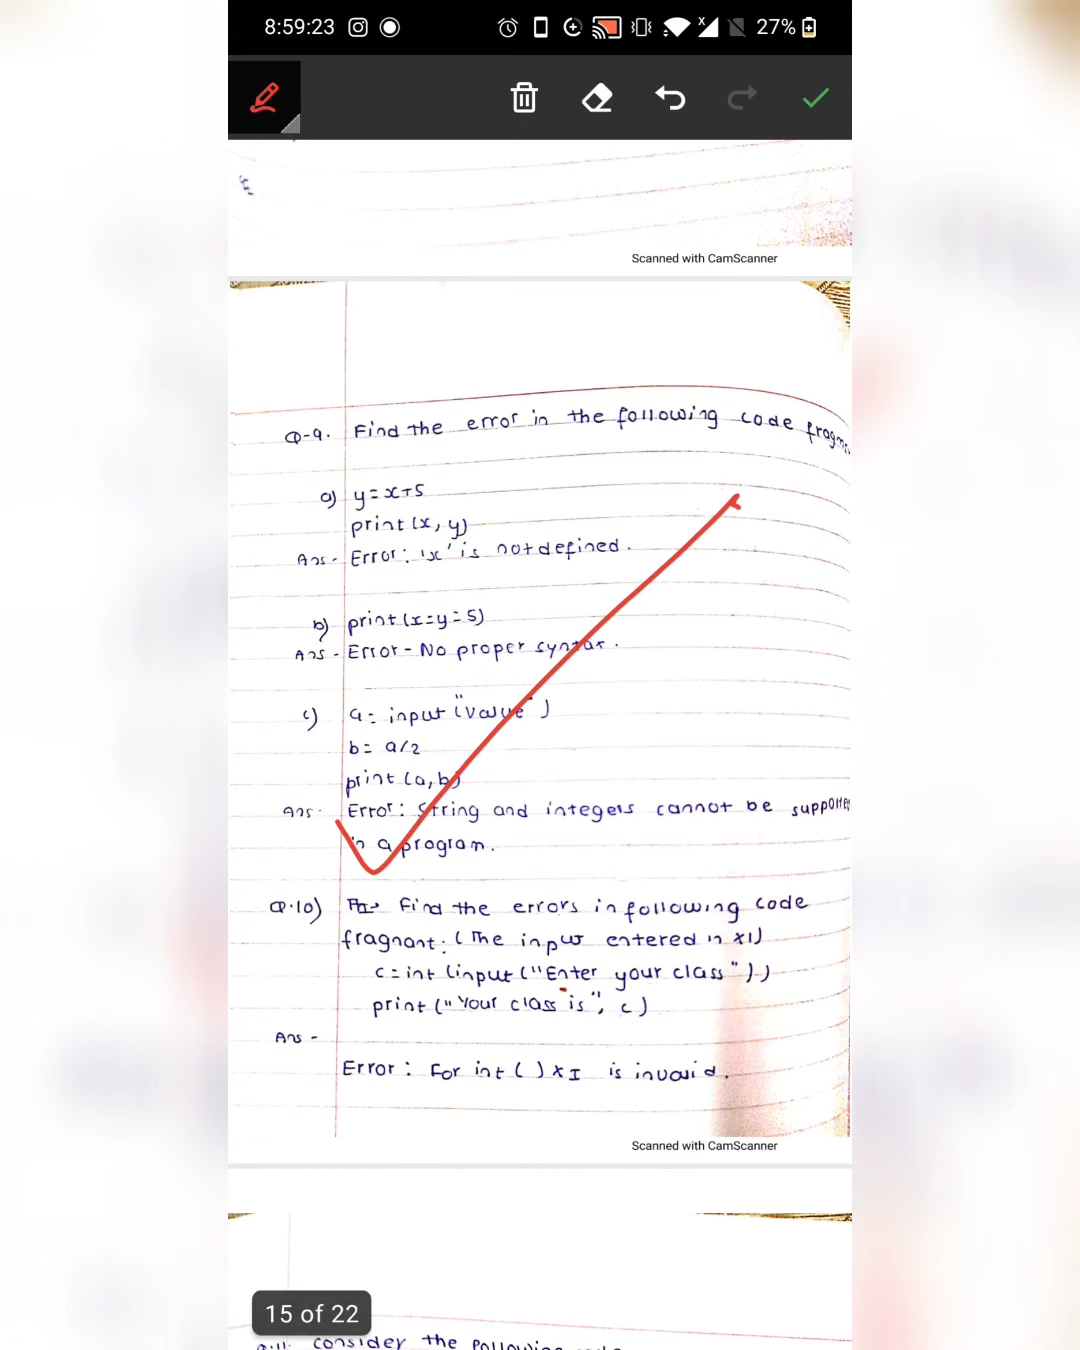 8:59:23
27%
Scanned with CamScanner
Q-9. Find the error in the following code
a) y=x+5
print(x, y)
Ans - Error: 'x' is not defined.
b) print(x=y=5)
Ans - Error - No proper syntax.
c) a= input ("Value")
b= a/2
print (a, b)
Ans- Error: String and integers cannot be
in a program.
Q.10) Find the errors in following code
fragnant. (The input entered is XI)
c=int (input ("Enter your class"))
print ("Your class is", c)
Ans -
Error: For int ( ) XI is invalid.
Scanned with CamScanner
15 of 22
Q.11. Consider the following